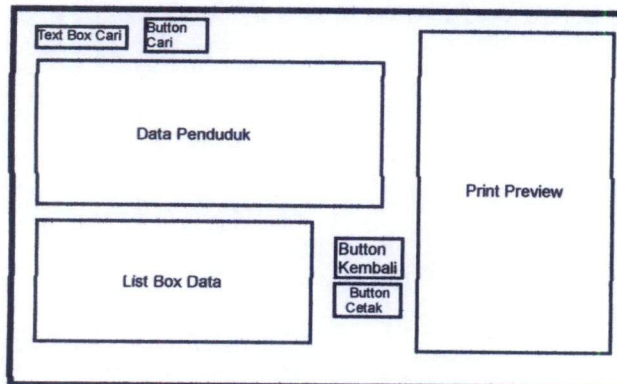 Text Box Cari
Button
Cari
Data Penduduk
Print Preview
List Box Data
Button
Kembali
Button
Cetak